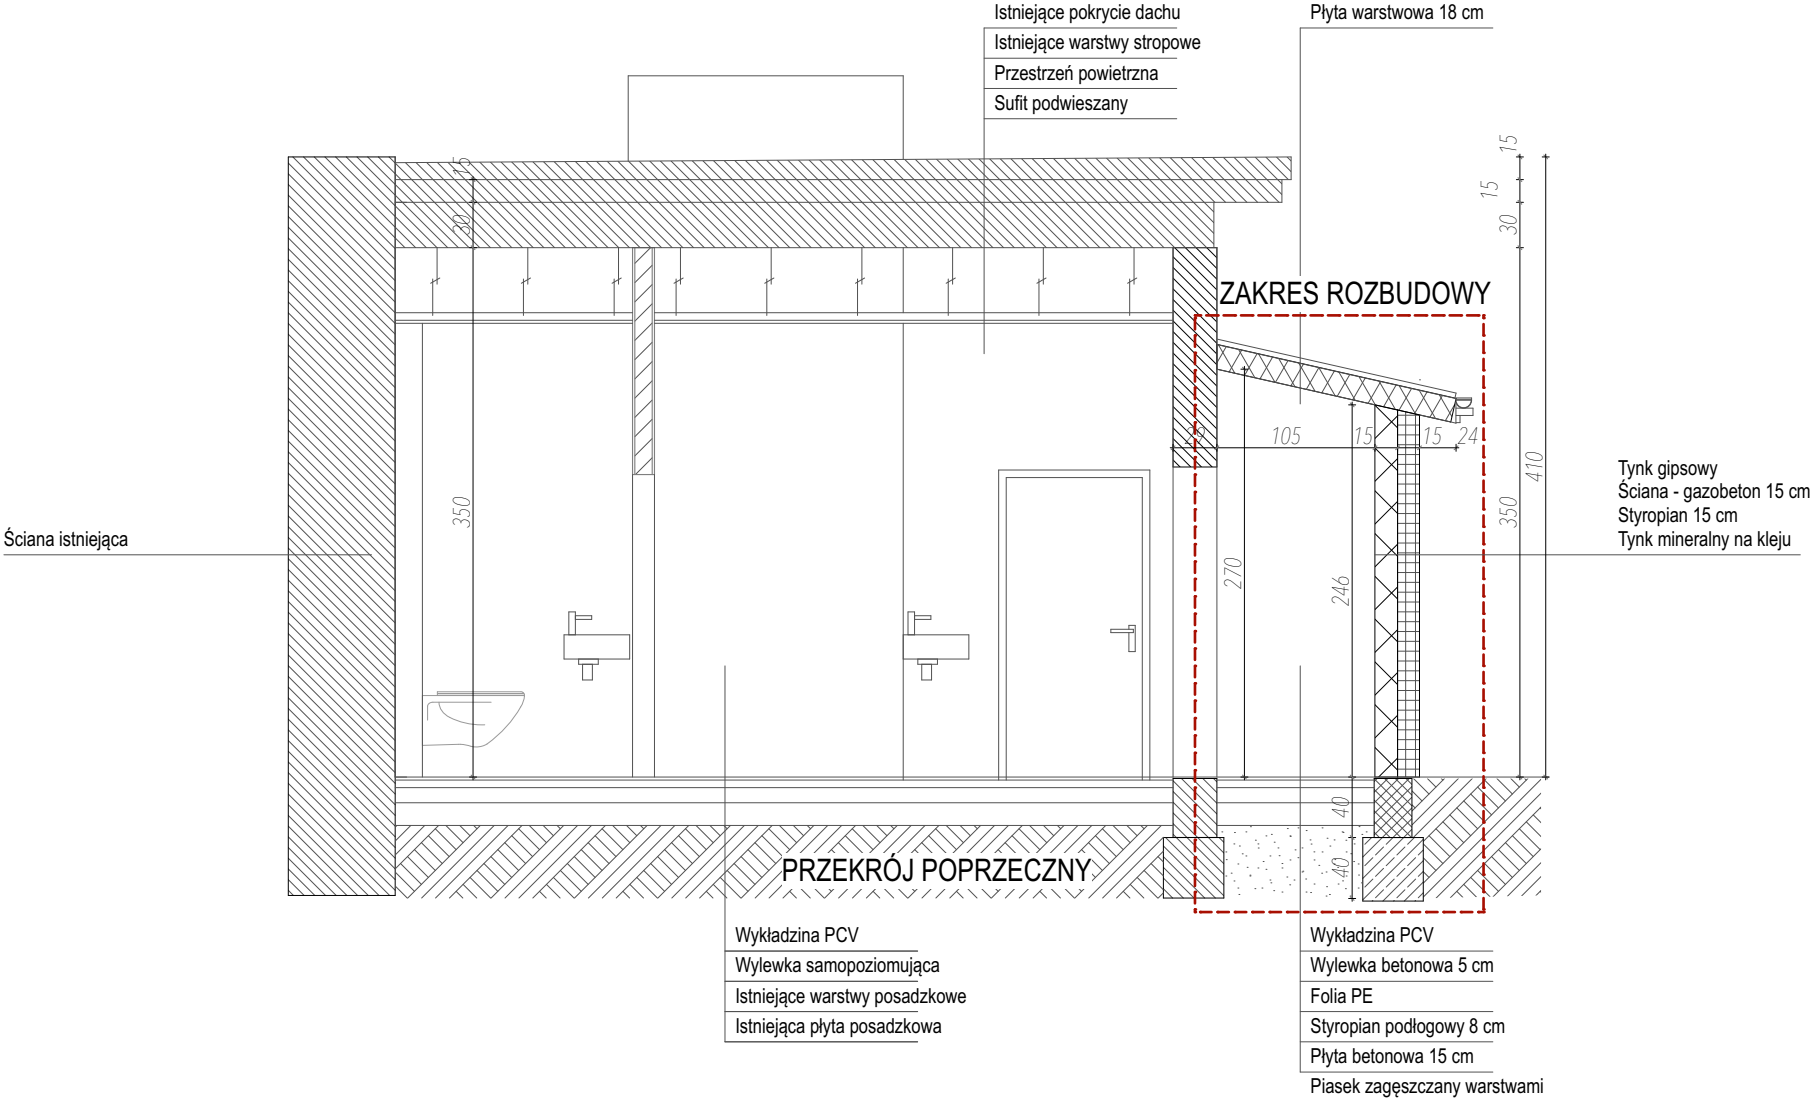 Istniejące pokrycie dachu
Istniejące warstwy stropowe
Przestrzeń powietrzna
Sufit podwieszany
Płyta warstwowa 18 cm
15
30
350
15
15
30
350
410
ZAKRES ROZBUDOWY
29
105
15
15
24
270
246
40
40
Ściana istniejąca
Tynk gipsowy
Ściana - gazobeton 15 cm
Styropian 15 cm
Tynk mineralny na kleju
PRZEKRÓJ POPRZECZNY
Wykładzina PCV
Wylewka samopoziomująca
Istniejące warstwy posadzkowe
Istniejąca płyta posadzkowa
Wykładzina PCV
Wylewka betonowa 5 cm
Folia PE
Styropian podłogowy 8 cm
Płyta betonowa 15 cm
Piasek zagęszczany warstwami